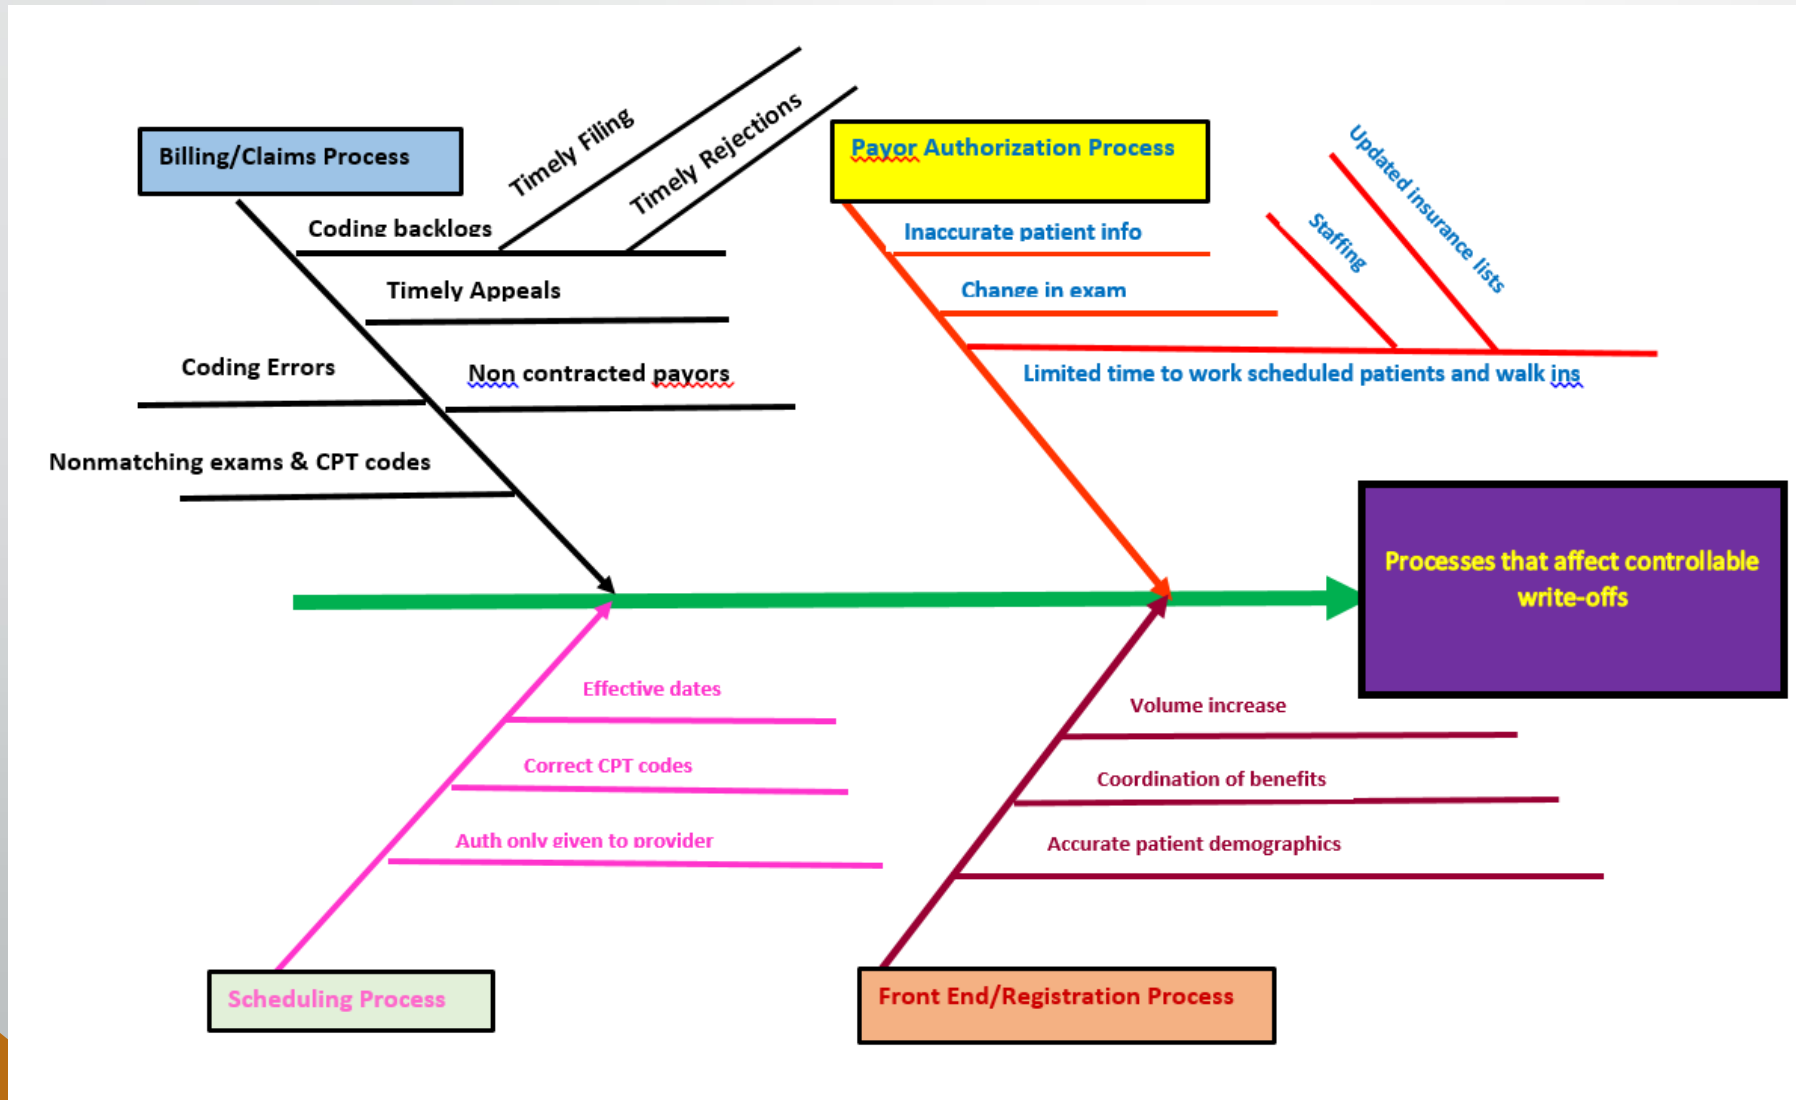 Billing/Claims Process
Timely Filing
Timely Rejections
Coding backlogs
Timely Appeals
Coding Errors
Non contracted payors
Nonmatching exams & CPT codes
Payor Authorization Process
Inaccurate patient info
Change in exam
Staffing
Updated insurance lists
Limited time to work scheduled patients and walk ins
Processes that affect controllable
write-offs
Effective dates
Correct CPT codes
Auth only given to provider
Scheduling Process
Volume increase
Coordination of benefits
Accurate patient demographics
Front End/Registration Process